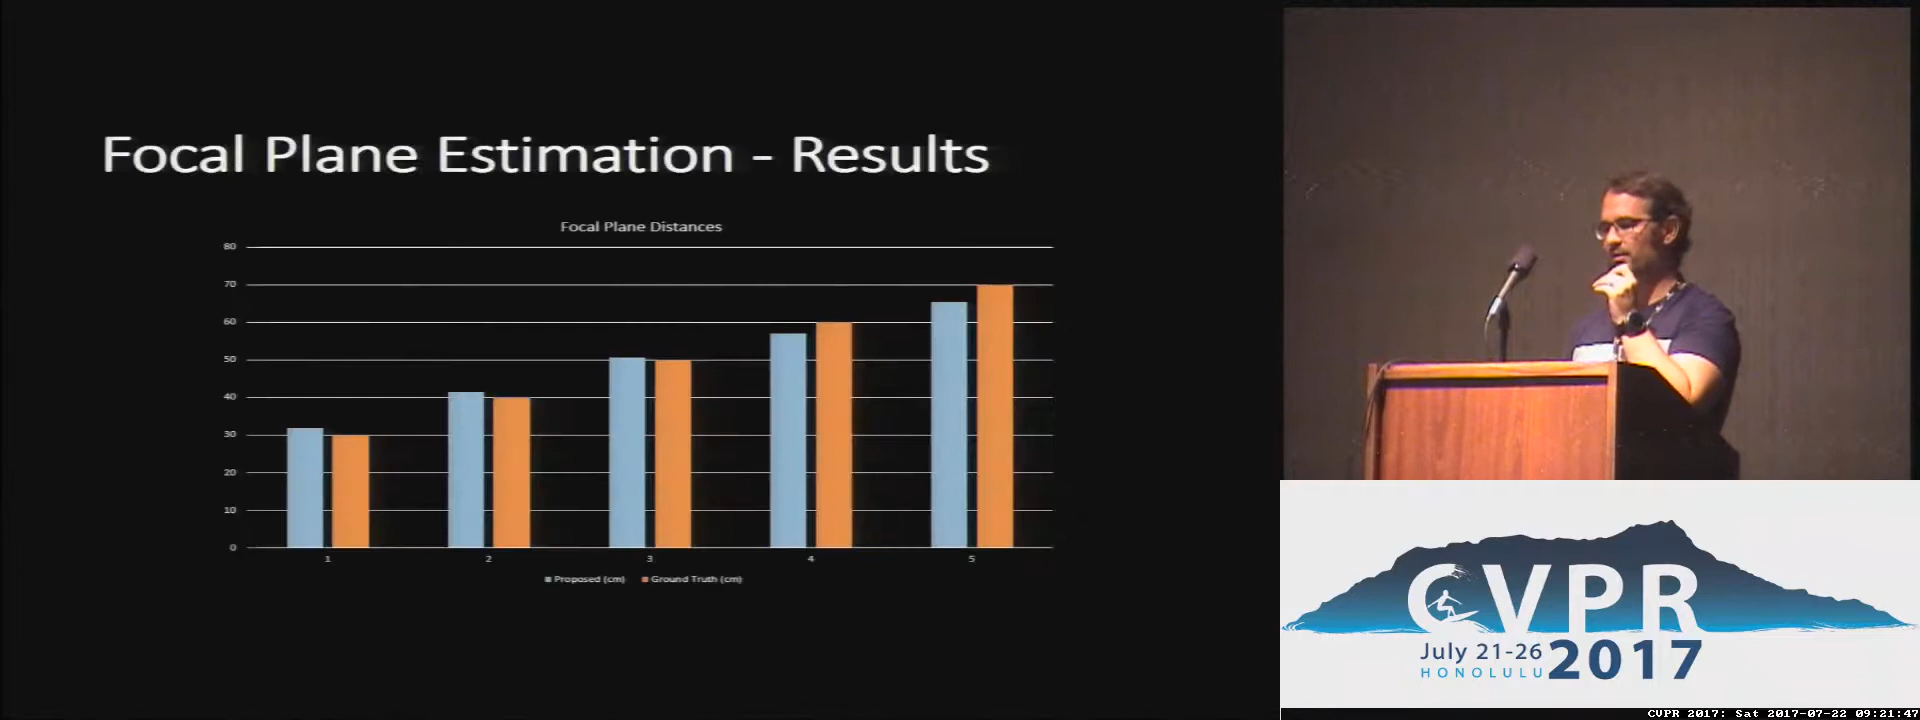 Focal Plane Estimation - Results
Focal Plane Distances
80
70
60
50
40
30
20
10
0
1 2 3 4 5
Proposed (cm) Ground Truth (cm)
CVPR
July 21-26
HONOLULU
2017
CVPR 2017: Sat 2017-07-22 09:21:47